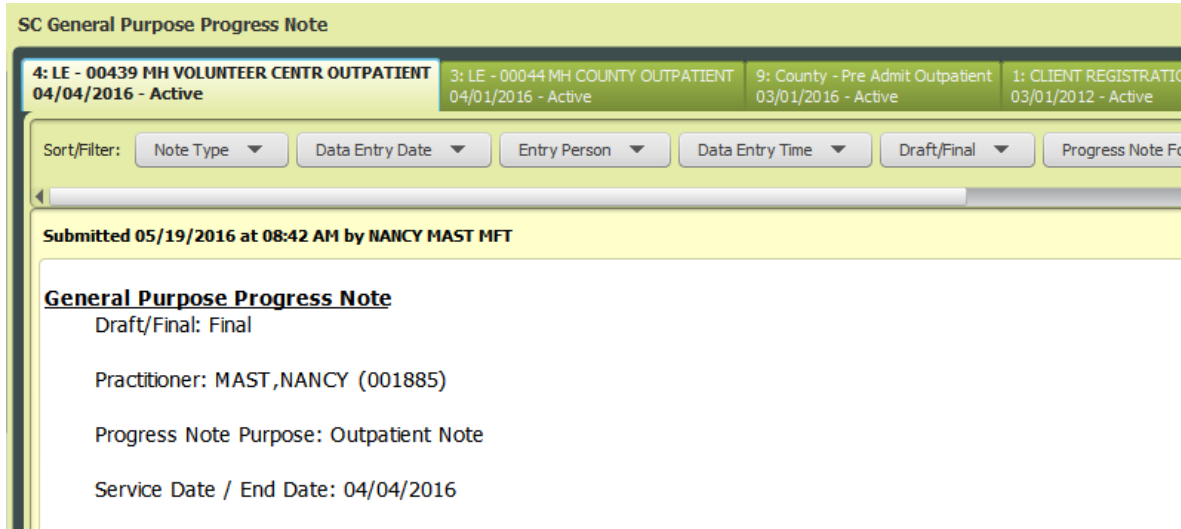 SC General Purpose Progress Note
4: LE - 00439 MH VOLUNTEER CENTR OUTPATIENT
04/04/2016 - Active
3: LE - 00044 MH COUNTY OUTPATIENT
04/01/2016 - Active
9: County - Pre Admit Outpatient
03/01/2016 - Active
1: CLIENT
03/01/2012 - Active
Sort/Filter: Note Type Data Entry Date Entry Person Data Entry Time Draft/Final Progress Note
Submitted 05/19/2016 at 08:42 AM by NANCY MAST MFT
General Purpose Progress Note
Draft/Final: Final
Practitioner: MAST,NANCY (001885)
Progress Note Purpose: Outpatient Note
Service Date / End Date: 04/04/2016